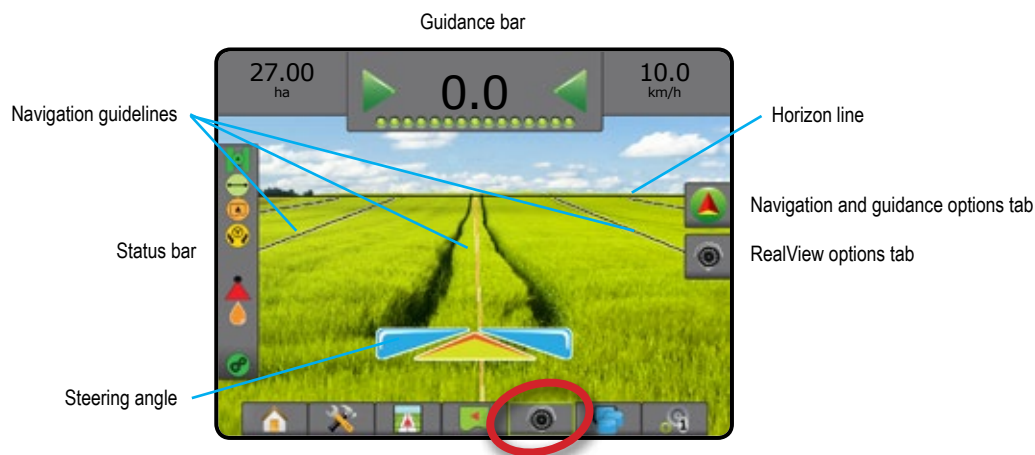 Guidance bar
27.00
ha
0.0
10.0
km/h
Navigation guidelines
Horizon line
Navigation and guidance options tab
Status bar
RealView options tab
Steering angle